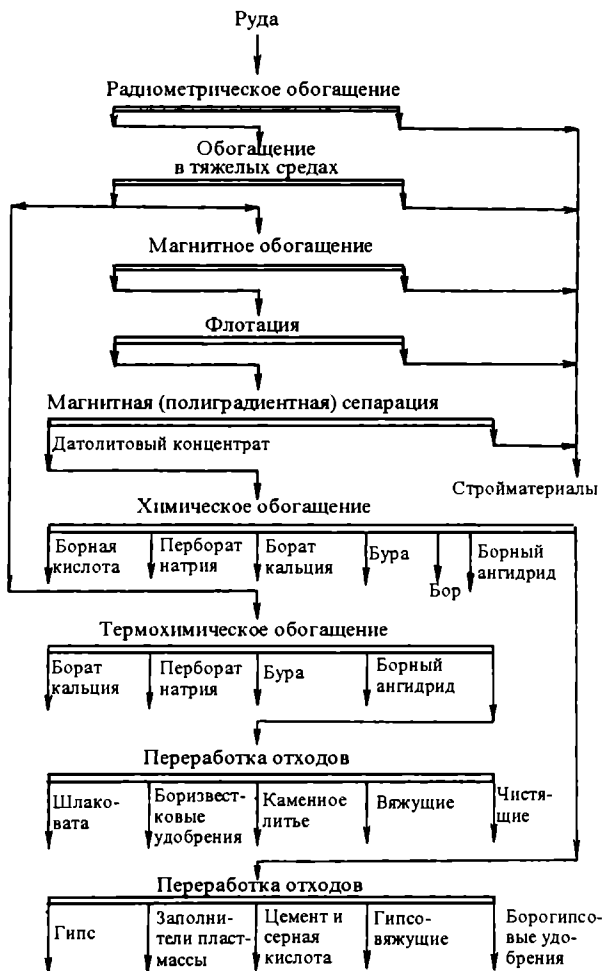 Руда
Радиометрическое обогащение
Обогащение
в тяжелых средах
Магнитное обогащение
Флотация
Магнитная (полиградиентная) сепарация
Датолитовый концентрат
Стройматериалы
Химическое обогащение
Борная
кислота
Перборат
натрия
Борат
кальция
Бура
Бор
Борный
ангидрид
Термохимическое обогащение
Борат
кальция
Перборат
натрия
Бура
Борный
ангидрид
Переработка отходов
Шлако-
вата
Боризвест-
ковые
удобрения
Каменное
литье
Вяжущие
Чистя-
щие
Переработка отходов
Гипс
Заполни-
тели пласт-
массы
Цемент и
серная
кислота
Гипсо-
вяжущие
Борогипсо-
вые удо-
брения